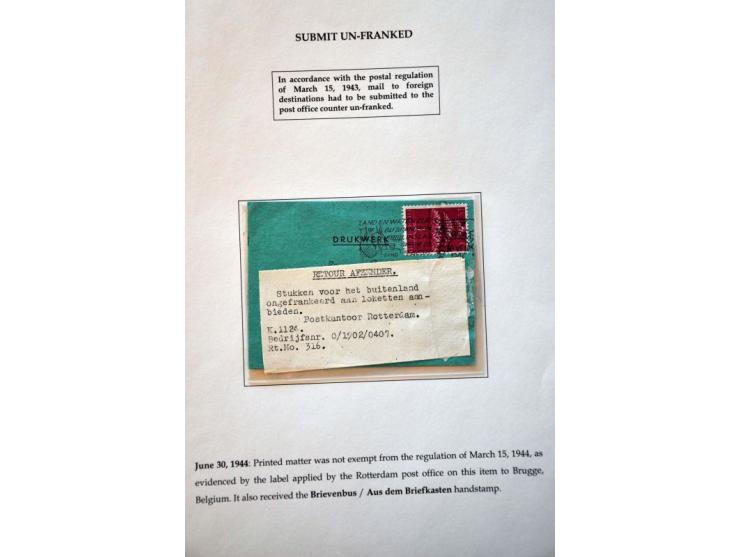 SUBMIT UN-FRANKED
In accordance with the postal regulation
of March 15, 1943, mail to foreign
destinations had to be submitted to the
post office counter un-franked.
DRUKWERK
RETOUR AFZENDER.
Stukken voor het buitenland
ongefrankeerd aan loketten aan-
bieden.
Postkantoor Rotterdam.
K.1124.
Bedrijfsnr. 0/1902/0407.
Rt.No. 316.
June 30, 1944: Printed matter was not exempt from the regulation of March 15, 1944, as
evidenced by the label applied by the Rotterdam post office on this item to Brugge,
Belgium. It also received the Brievenbus / Aus dem Briefkasten handstamp.